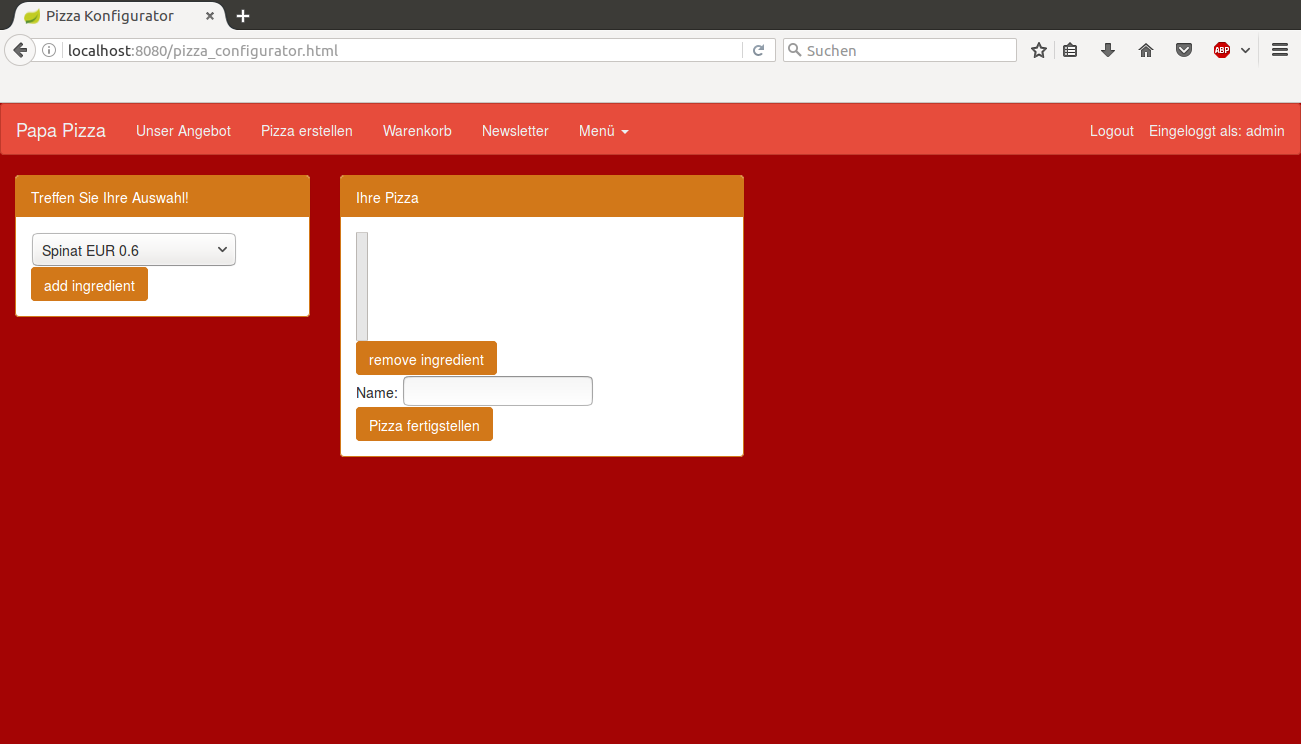 Pizza Konfigurator
localhost:8080/pizza_configurator.html
Suchen
ABP
Papa Pizza Unser Angebot Pizza erstellen Warenkorb Newsletter Menü Logout Eingeloggt als: admin
Treffen Sie Ihre Auswahl!
Spinat EUR 0.6
add ingredient
Ihre Pizza
remove ingredient
Name:
Pizza fertigstellen